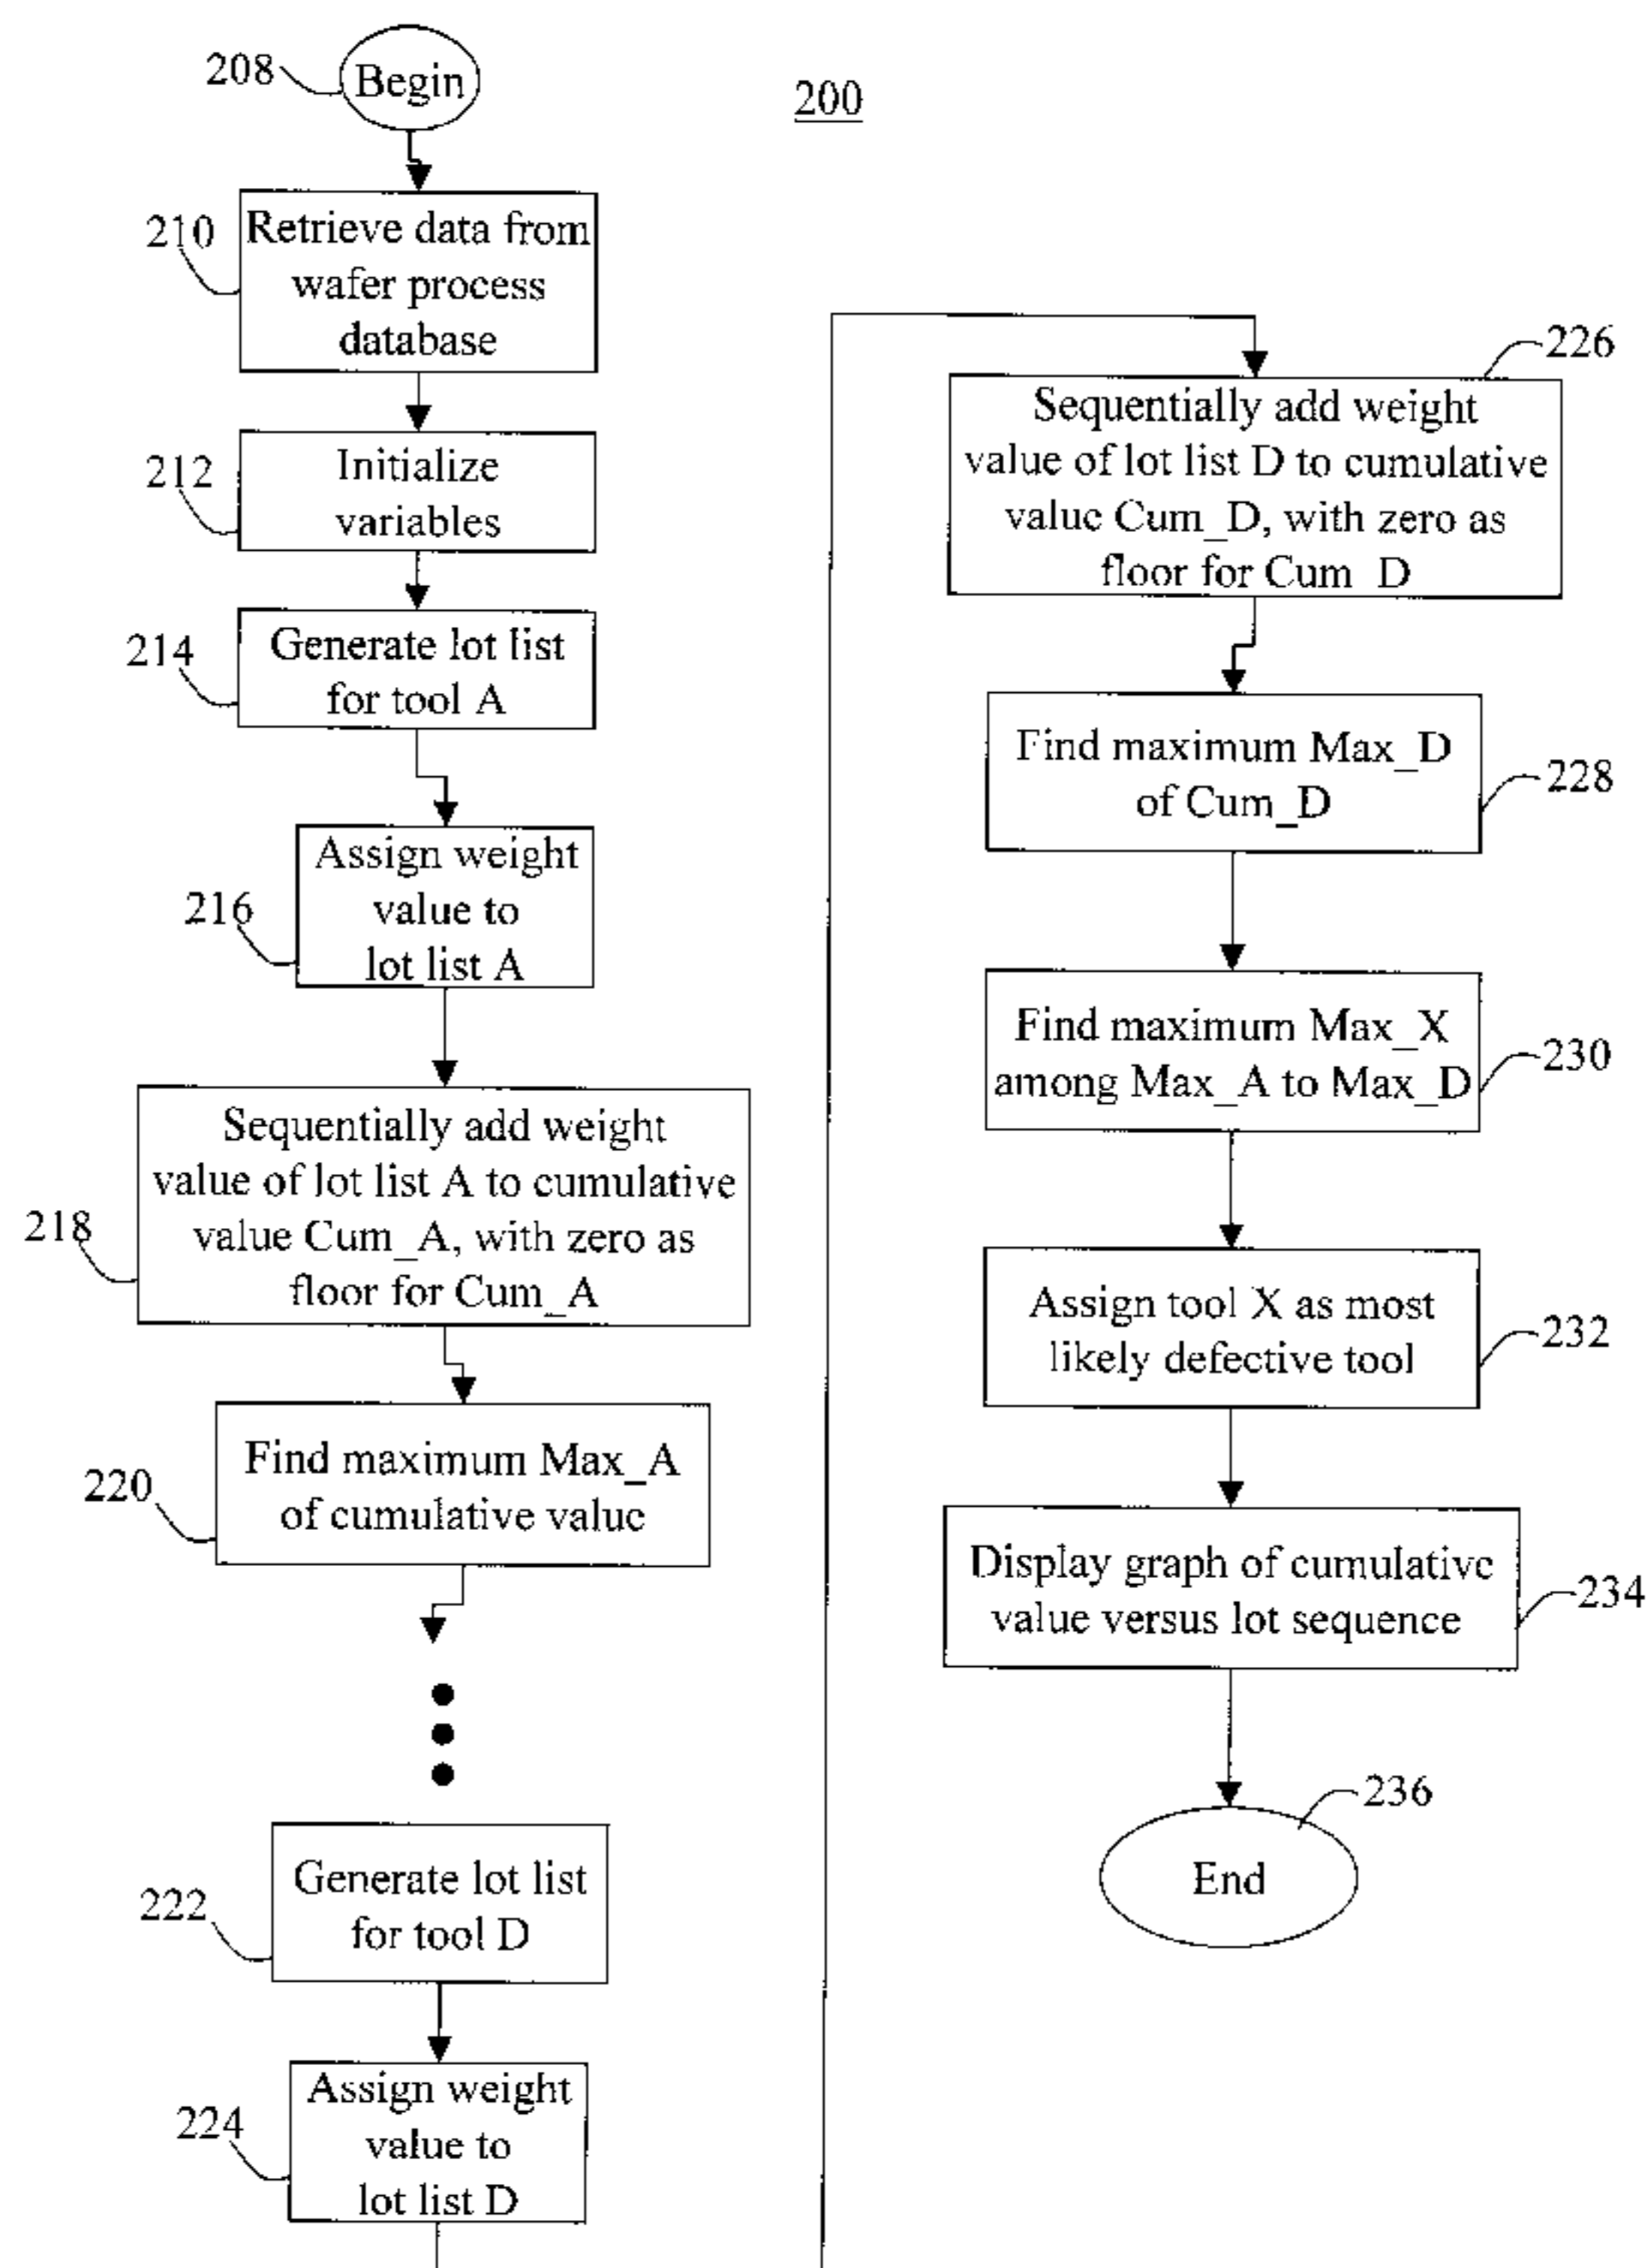 200
208
Begin
210
Retrieve data from
wafer process
database
212
Initialize
variables
214
Generate lot list
for tool A
216
Assign weight
value to
lot list A
218
Sequentially add weight
value of lot list A to cumulative
value Cum_A, with zero as
floor for Cum_A
220
Find maximum Max_A
of cumulative value
222
Generate lot list
for tool D
224
Assign weight
value to
lot list D
226
Sequentially add weight
value of lot list D to cumulative
value Cum_D, with zero as
floor for Cum_D
228
Find maximum Max_D
of Cum_D
230
Find maximum Max_X
among Max_A to Max_D
232
Assign tool X as most
likely defective tool
234
Display graph of cumulative
value versus lot sequence
236
End